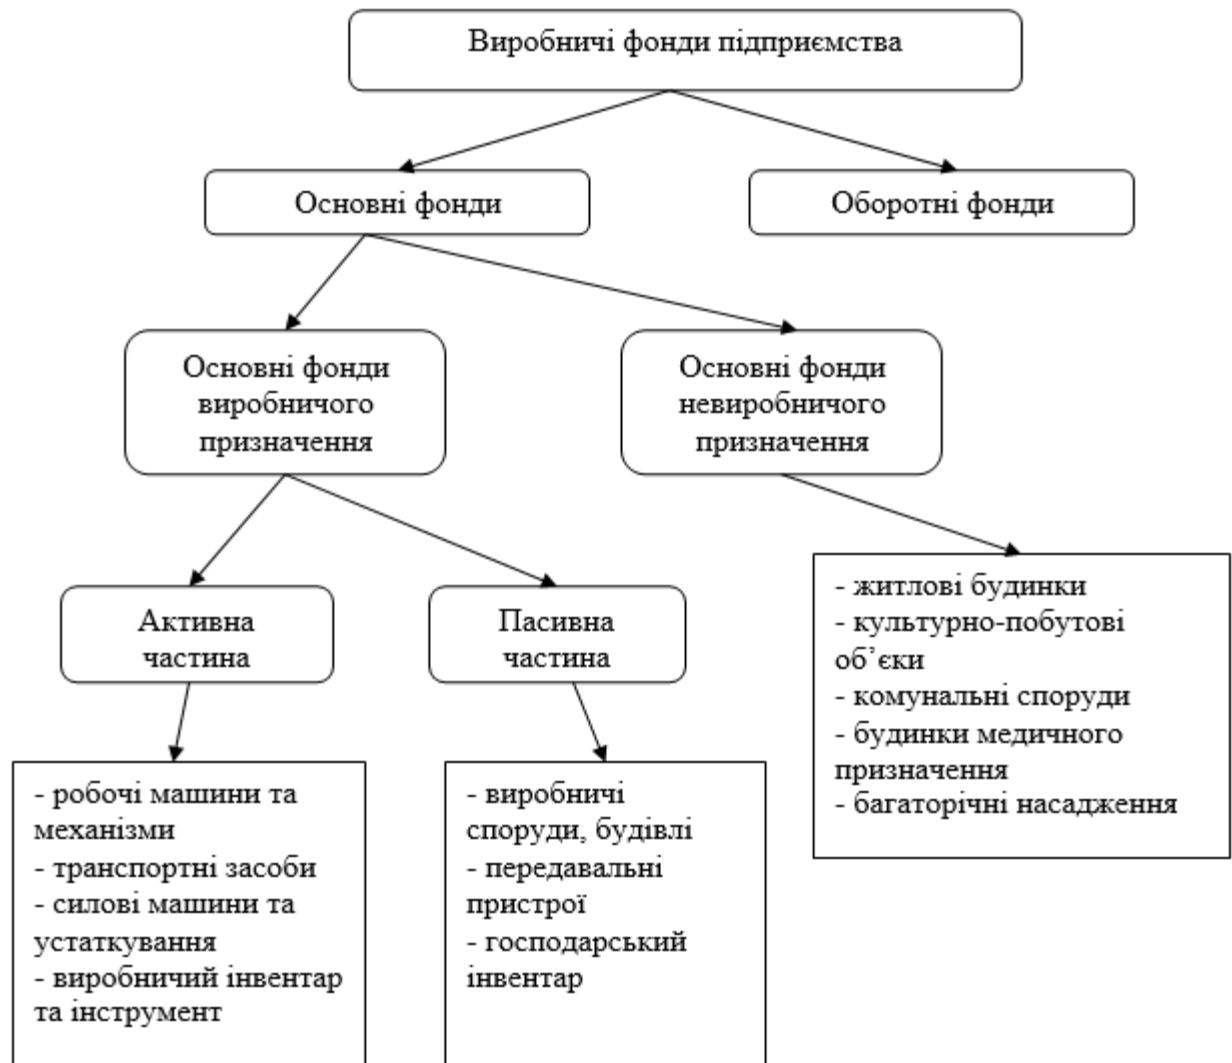 Виробничі фонди підприємства
Основні фонди
Оборотні фонди
Основні фонди
виробничого
призначення
Основні фонди
невиробничого
призначення
Активна
частина
Пасивна
частина
- житлові будинки
- культурно-побутові
об’єки
- комунальні споруди
- будинки медичного
призначення
- багаторічні насадження
- робочі машини та
механізми
- транспортні засоби
- силові машини та
устаткування
- виробничий інвентар
та інструмент
- виробничі
споруди, будівлі
- передавальні
пристрої
- господарський
інвентар